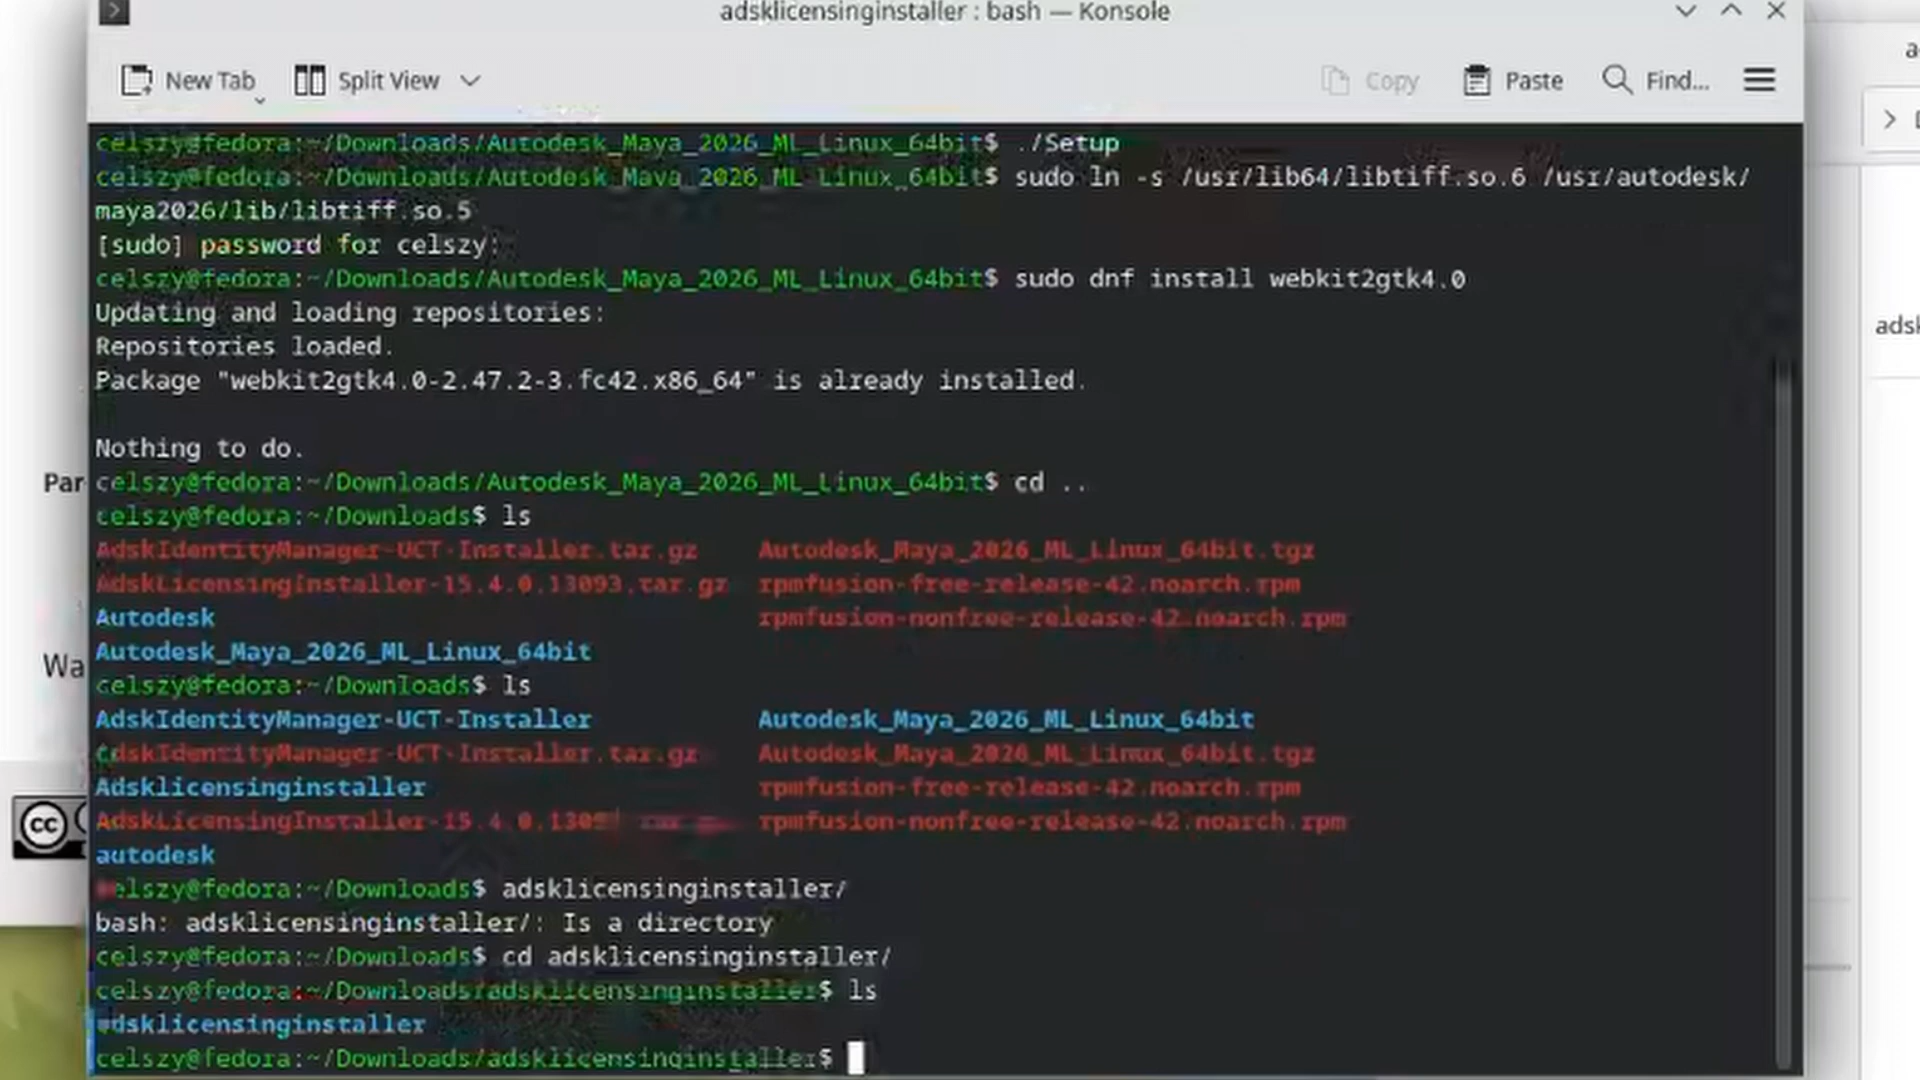 adsklicensinginstaller : bash — Konsole
New Tab Split View Copy Paste Find...
celszy@fedora:~/Downloads/Autodesk_Maya_2026_ML_Linux_64bit$ ./Setup
celszy@fedora:~/Downloads/Autodesk_Maya_2026_ML_Linux_64bit$ sudo ln -s /usr/lib64/libtiff.so.6 /usr/autodesk/
maya2026/lib/libtiff.so.5
[sudo] password for celszy:
celszy@fedora:~/Downloads/Autodesk_Maya_2026_ML_Linux_64bit$ sudo dnf install webkit2gtk4.0
Updating and loading repositories:
Repositories loaded.
Package "webkit2gtk4.0-2.47.2-3.fc42.x86_64" is already installed.
Nothing to do.
celszy@fedora:~/Downloads/Autodesk_Maya_2026_ML_Linux_64bit$ cd ..
celszy@fedora:~/Downloads$ ls
AdskIdentityManager-UCT-Installer.tar.gz Autodesk_Maya_2026_ML_Linux_64bit.tgz
AdskLicensingInstaller-15.4.0.13093.tar.gz rpmfusion-free-release-42.noarch.rpm
Autodesk rpmfusion-nonfree-release-42.noarch.rpm
Autodesk_Maya_2026_ML_Linux_64bit
celszy@fedora:~/Downloads$ ls
AdskIdentityManager-UCT-Installer Autodesk_Maya_2026_ML_Linux_64bit
AdskIdentityManager-UCT-Installer.tar.gz Autodesk_Maya_2026_ML_Linux_64bit.tgz
Adsklicensinginstaller rpmfusion-free-release-42.noarch.rpm
rpmfusion-nonfree-release-42.noarch.rpm
autodesk
celszy@fedora:~/Downloads$ adsklicensinginstaller/
bash: adsklicensinginstaller/: Is a directory
celszy@fedora:~/Downloads$ cd adsklicensinginstaller/
celszy@fedora:~/Downloads/adsklicensinginstaller$ ls
adsklicensinginstaller
celszy@fedora:~/Downloads/adsklicensinginstaller$
Par
Wa
cc
adsk